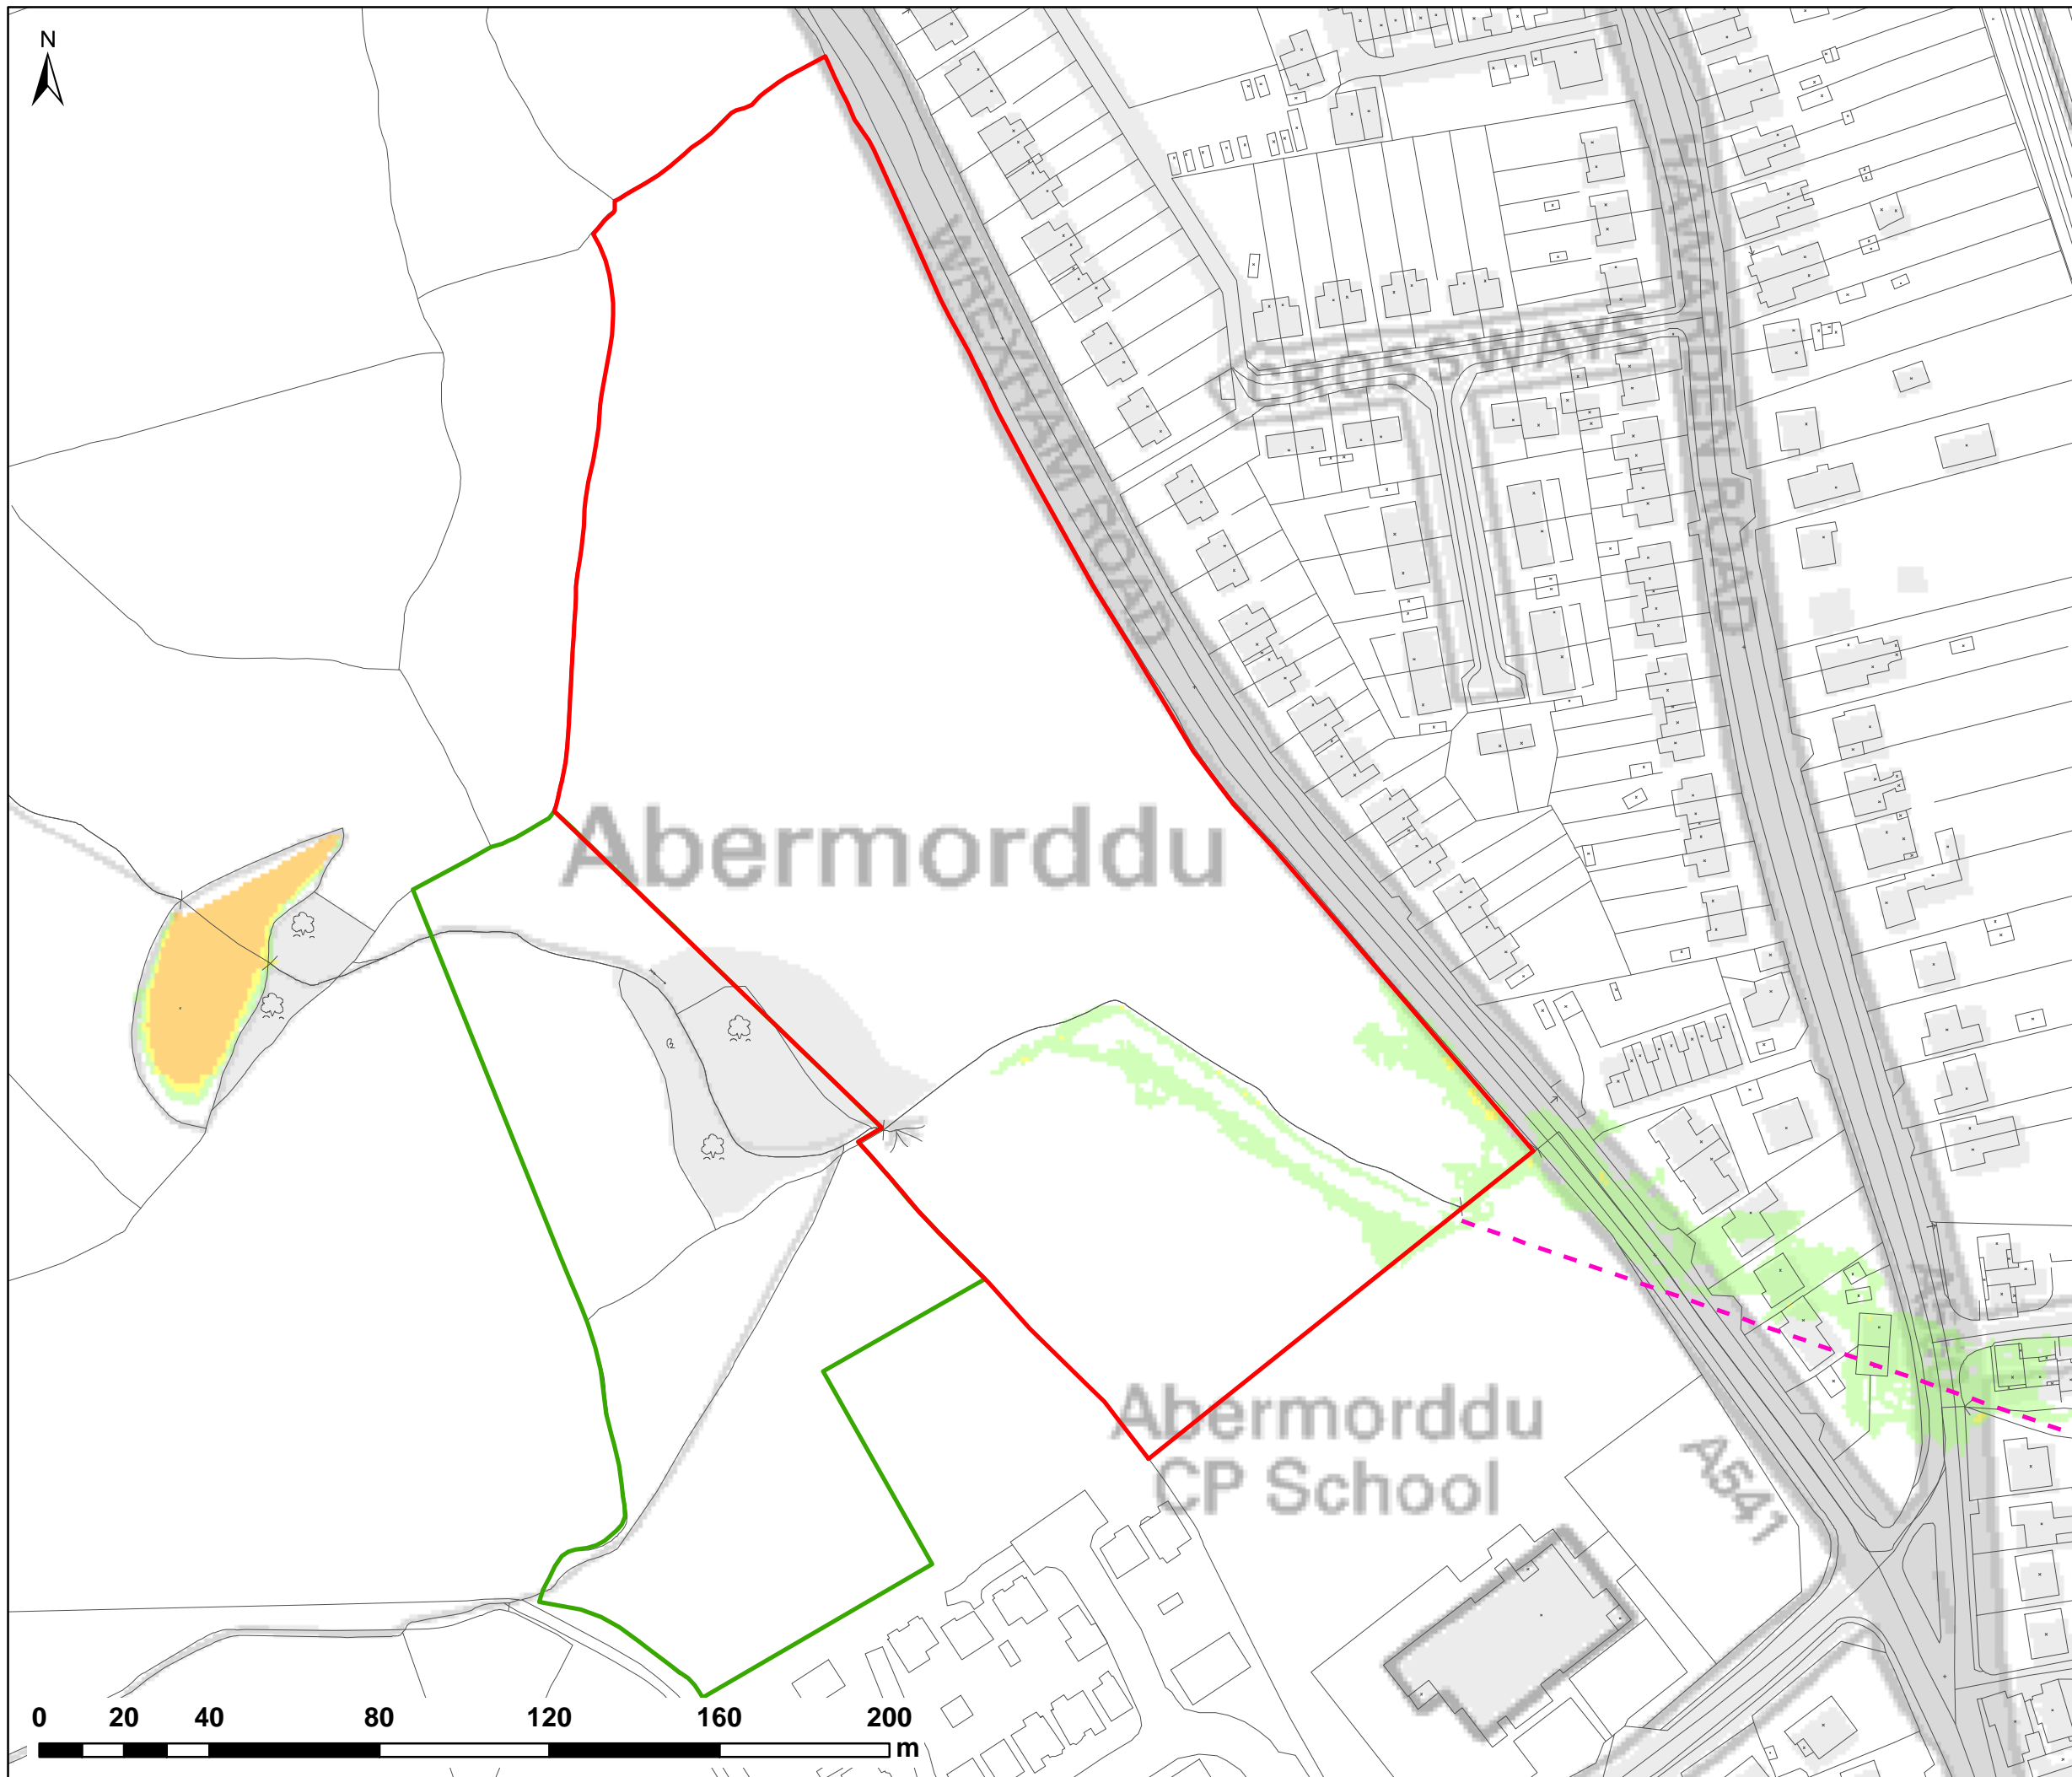 N
WREXHAM ROAD
CROSSWAYS
HAWARDEN ROAD
Abermorddu
Abermorddu
CP School
A541
0 20 40 80 120 160 200
m